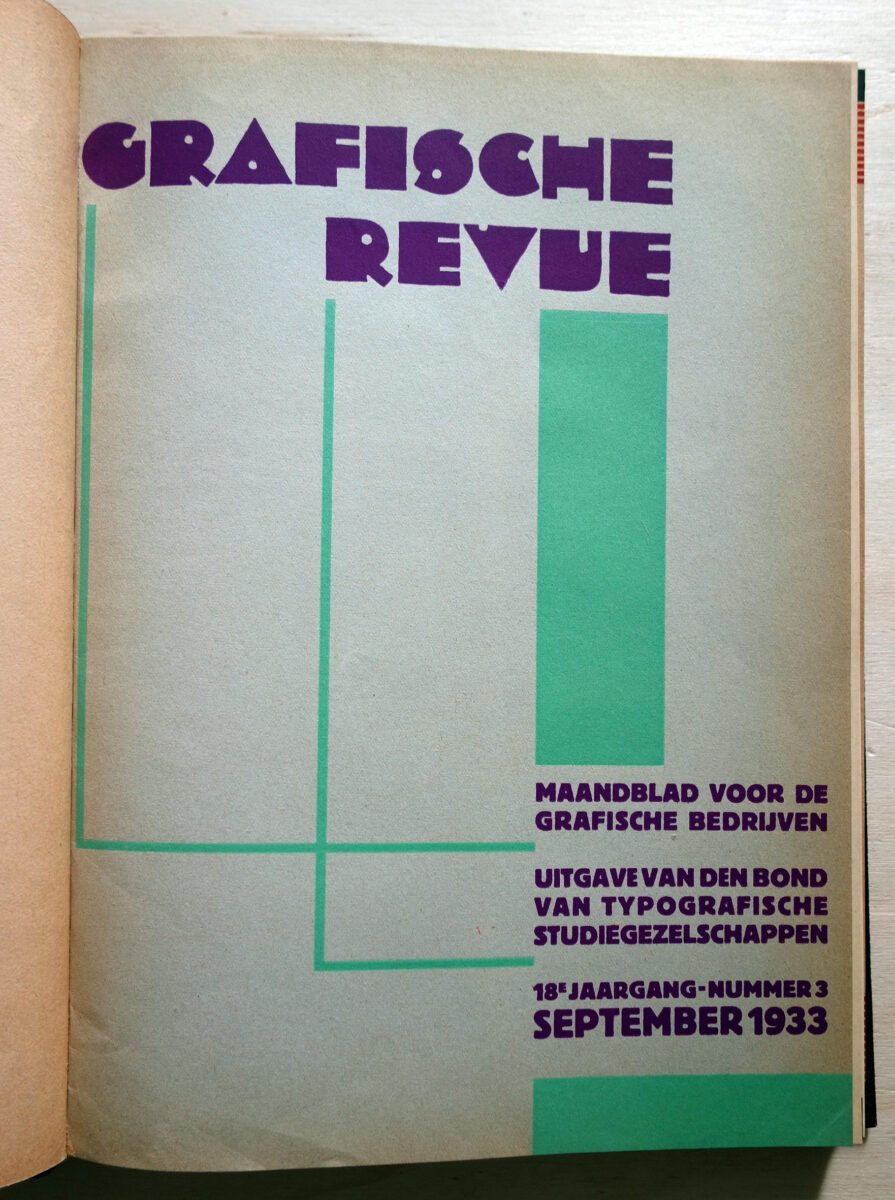 GRAFISCHE
REVUE
MAANDBLAD VOOR DE
GRAFISCHE BEDRIJVEN
UITGAVE VAN DEN BOND
VAN TYPOGRAFISCHE
STUDIEGEZELSCHAPPEN
18E JAARGANG-NUMMER 3
SEPTEMBER 1933